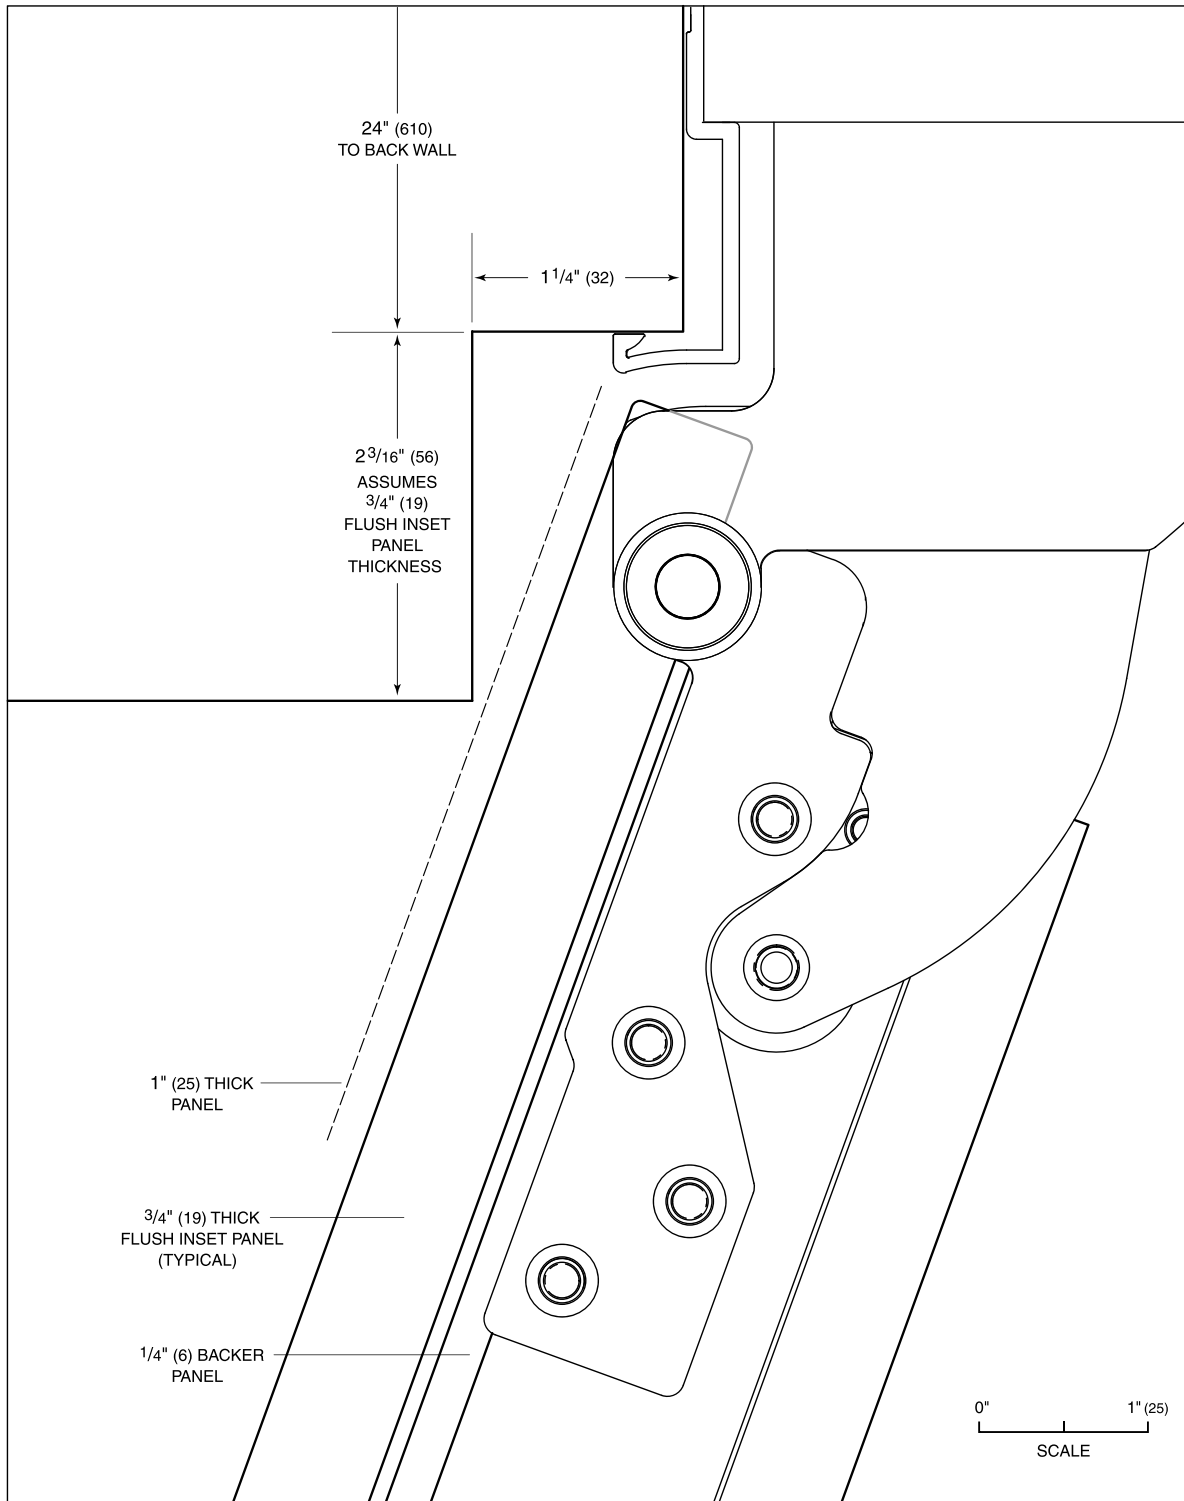 24" (610)
TO BACK WALL
1 1/4" (32)
2 3/16" (56)
ASSUMES
3/4" (19)
FLUSH INSET
PANEL
THICKNESS
1" (25) THICK
PANEL
3/4" (19) THICK
FLUSH INSET PANEL
(TYPICAL)
1/4" (6) BACKER
PANEL
0" 1" (25)
SCALE